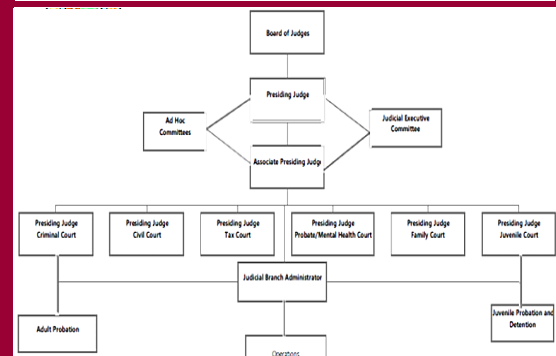 Board of Judges
Presiding Judge
Ad Hoc
Committees
Judicial Executive
Committee
Associate Presiding Judge
Presiding Judge
Criminal Court
Presiding Judge
Civil Court
Presiding Judge
Tax Court
Presiding Judge
Probate/Mental Health Court
Presiding Judge
Family Court
Presiding Judge
Juvenile Court
Judicial Branch Administrator
Adult Probation
Juvenile Probation and
Detention
Operations